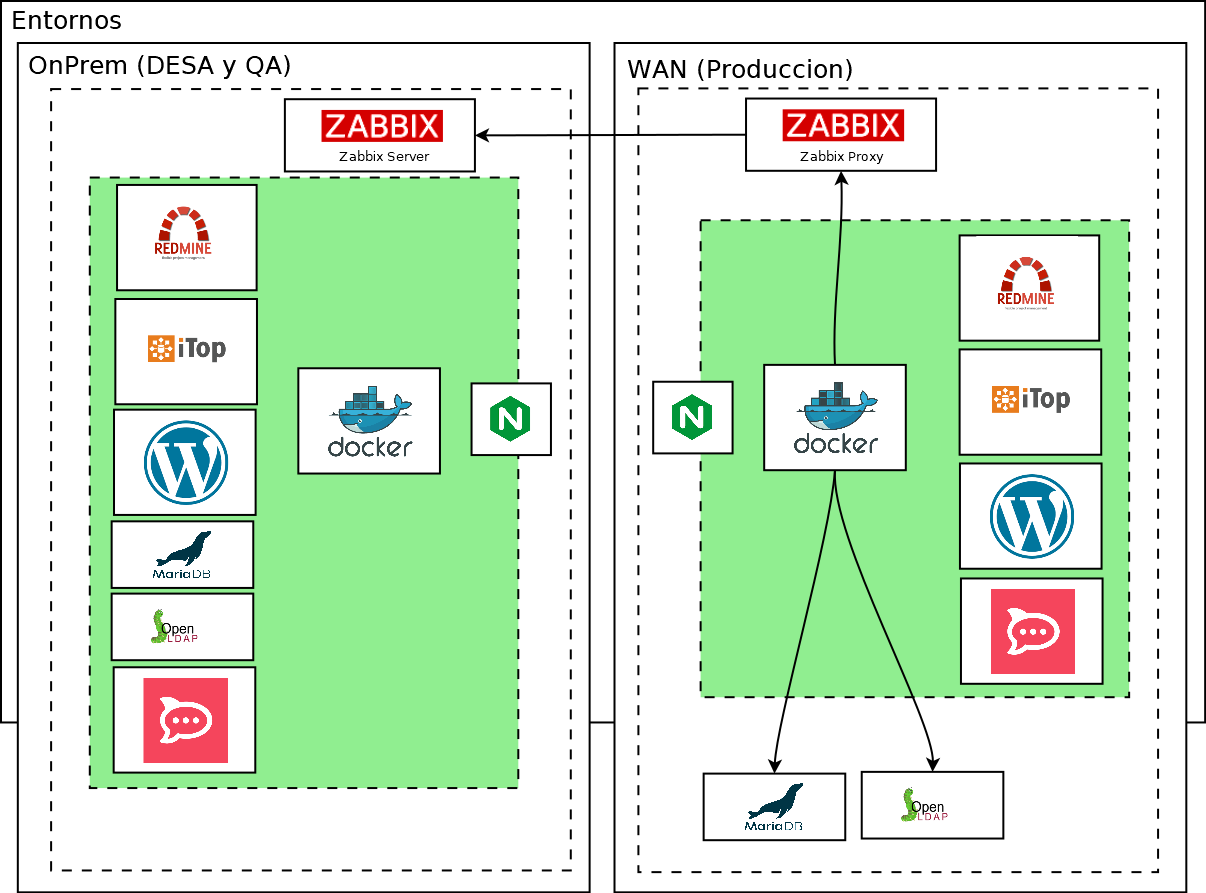 Entornos
OnPrem (DESA y QA)
ZABBIX
Zabbix Server
REDMINE
iTop
W
MariaDB
Open
LDAP
docker
N
WAN (Produccion)
ZABBIX
Zabbix Proxy
N
docker
REDMINE
iTop
W
MariaDB
Open
LDAP